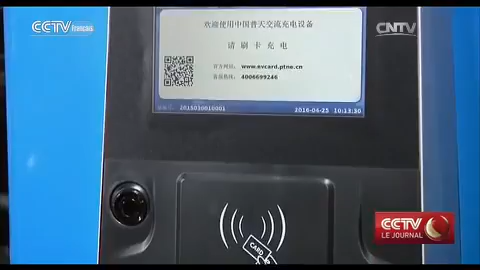 CCTV Français
CNTV
欢迎使用中国普天交流充电设备
请刷卡充电
官方网站： www.evcard.ptne.cn
客服热线： 4006699246
2015030010001
2016-04-25 10:13:30
CARD
CCTV
LE JOURNAL